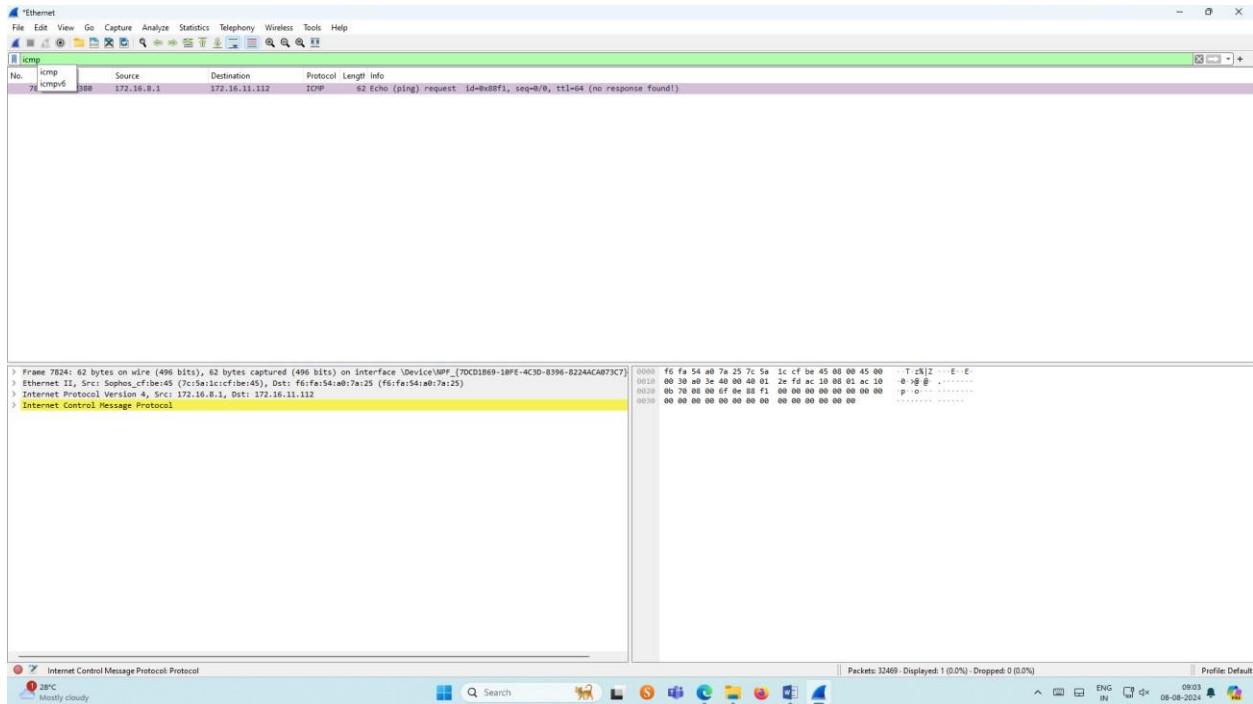 *Ethernet
File Edit View Go Capture Analyze Statistics Telephony Wireless Tools Help
icmp
No. Source Destination Protocol Length Info
icmp
icmpv6
380 172.16.8.1 172.16.11.112 ICMP 62 Echo (ping) request id=0x88f1, seq=0/0, ttl=64 (no response found!)
> Frame 7824: 62 bytes on wire (496 bits), 62 bytes captured (496 bits) on interface \Device\NPF_{7DCD1B69-10FE-4C3D-8396-8224ACA073C7}
> Ethernet II, Src: Sophos_cf:be:45 (7c:5a:1c:cf:be:45), Dst: f6:fa:54:a0:7a:25 (f6:fa:54:a0:7a:25)
> Internet Protocol Version 4, Src: 172.16.8.1, Dst: 172.16.11.112
> Internet Control Message Protocol
0000 f6 fa 54 a0 7a 25 7c 5a 1c cf be 45 08 00 45 00 ··T·z%|Z ···E··E·
0010 00 30 a0 3e 40 00 40 01 2e fd ac 10 08 01 ac 10 ·0·>@·@· .·······
0020 0b 70 08 00 6f 0e 88 f1 00 00 00 00 00 00 00 00 ·p··o··· ········
0030 00 00 00 00 00 00 00 00 00 00 00 00 00 00 ········ ······
Internet Control Message Protocol: Protocol
Packets: 32469 · Displayed: 1 (0.0%) · Dropped: 0 (0.0%)
Profile: Default
1
28°C
Mostly cloudy
Search
ENG
IN
09:03
08-08-2024